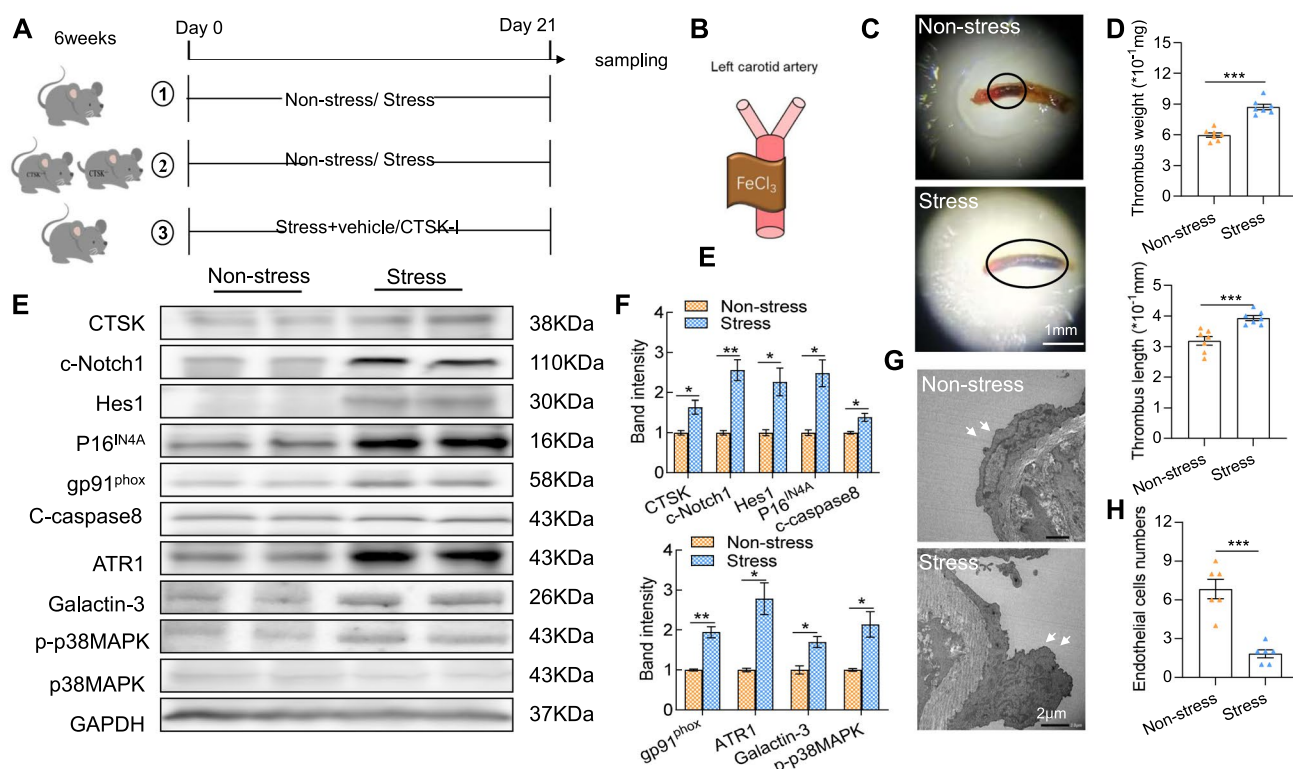 A
6weeks
Day 0
Day 21
sampling
1
Non-stress/ Stress
CTSK
CTSK
2
Non-stress/ Stress
3
Stress+vehicle/CTSK-I
B
Left carotid artery
FeCl3
C
Non-stress
Stress
1mm
D
Thrombus weight (*10-1mg)
15
12
9
6
3
0
***
Non-stress
Stress
Thrombus length (*10-1mm)
5
4
3
2
1
0
***
Non-stress
Stress
E
E
Non-stress
Stress
CTSK
38KDa
c-Notch1
110KDa
Hes1
30KDa
P16IN4A
16KDa
gp91phox
58KDa
C-caspase8
43KDa
ATR1
43KDa
Galactin-3
26KDa
p-p38MAPK
43KDa
p38MAPK
43KDa
GAPDH
37KDa
F
Non-stress
Stress
Band intensity
4
3
2
1
0
*
**
*
*
*
CTSK
c-Notch1
Hes1
P16IN4A
c-caspase8
Non-stress
Stress
Band intensity
4
3
2
1
0
**
*
*
*
gp91phox
ATR1
Galactin-3
p-p38MAPK
G
Non-stress
Stress
2μm
H
Endothelial cells numbers
12
9
6
3
0
***
Non-stress
Stress